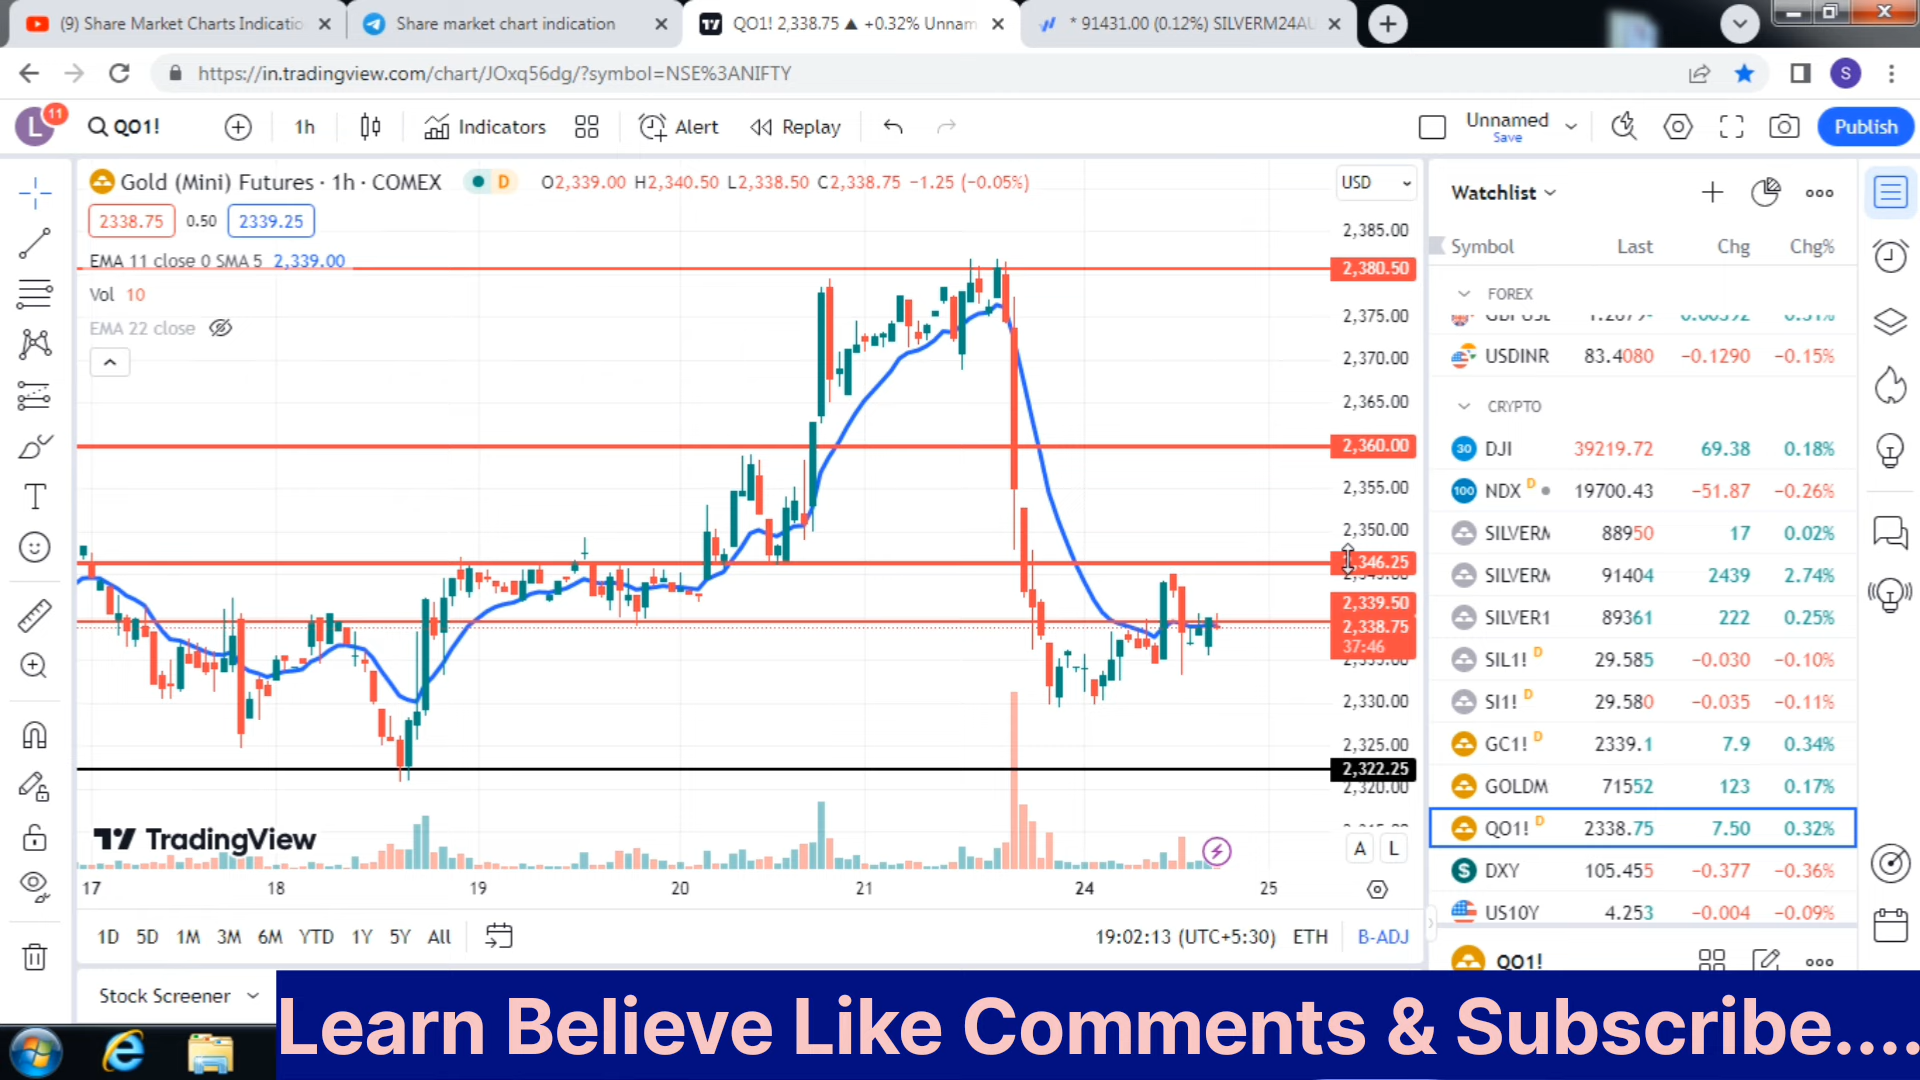 (9) Share Market Charts Indicatio
Share market chart indication
QO1! 2,338.75 ▲ +0.32% Unnam
* 91431.00 (0.12%) SILVERM24AU
https://in.tradingview.com/chart/JOxq56dg/?symbol=NSE%3ANIFTY
S
L
11
QO1!
1h
Indicators
Alert
Replay
Unnamed
Save
Publish
Gold (Mini) Futures · 1h · COMEX
D
O2,339.00 H2,340.50 L2,338.50 C2,338.75 −1.25 (−0.05%)
USD
2338.75
0.50
2339.25
EMA 11 close 0 SMA 5 2,339.00
Vol 10
EMA 22 close
2,385.00
2,380.50
2,375.00
2,370.00
2,365.00
2,360.00
2,355.00
2,350.00
2,346.25
2,339.50
2,338.75
37:46
2,330.00
2,325.00
2,322.25
2,320.00
TradingView
A
L
17
18
19
20
21
24
25
1D
5D
1M
3M
6M
YTD
1Y
5Y
All
19:02:13 (UTC+5:30)
ETH
B-ADJ
Stock Screener
Watchlist
Symbol Last Chg Chg%
FOREX
USDINR 83.4080 −0.1290 −0.15%
CRYPTO
30 DJI 39219.72 69.38 0.18%
100 NDX D 19700.43 −51.87 −0.26%
SILVERM 88950 17 0.02%
SILVERM 91404 2439 2.74%
SILVER1 89361 222 0.25%
SIL1! D 29.585 −0.030 −0.10%
SI1! D 29.580 −0.035 −0.11%
GC1! D 2339.1 7.9 0.34%
GOLDM 71552 123 0.17%
QO1! D 2338.75 7.50 0.32%
DXY 105.455 −0.377 −0.36%
US10Y 4.253 −0.004 −0.09%
QO1!
Learn Believe Like Comments & Subscribe....